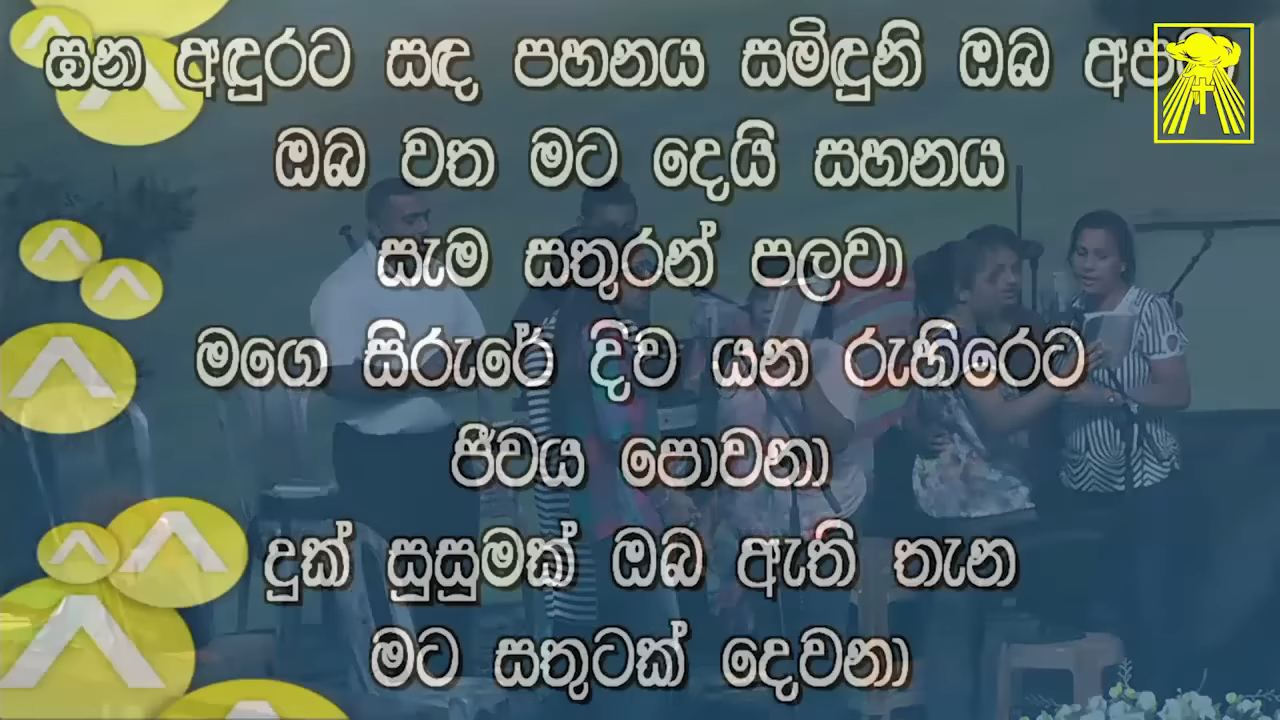 ඝන අඳුරට සඳ පහනය සමිඳුනි ඔබ
ඔබ වත මට දෙයි සහනය
සැම සතුරන් පලවා
මගෙ සිරුරේ දිව යන රුහිරෙට
ජීවය පොවනා
දුක් සුසුමක් ඔබ ඇති තැන
මට සතුටක් දෙවනා